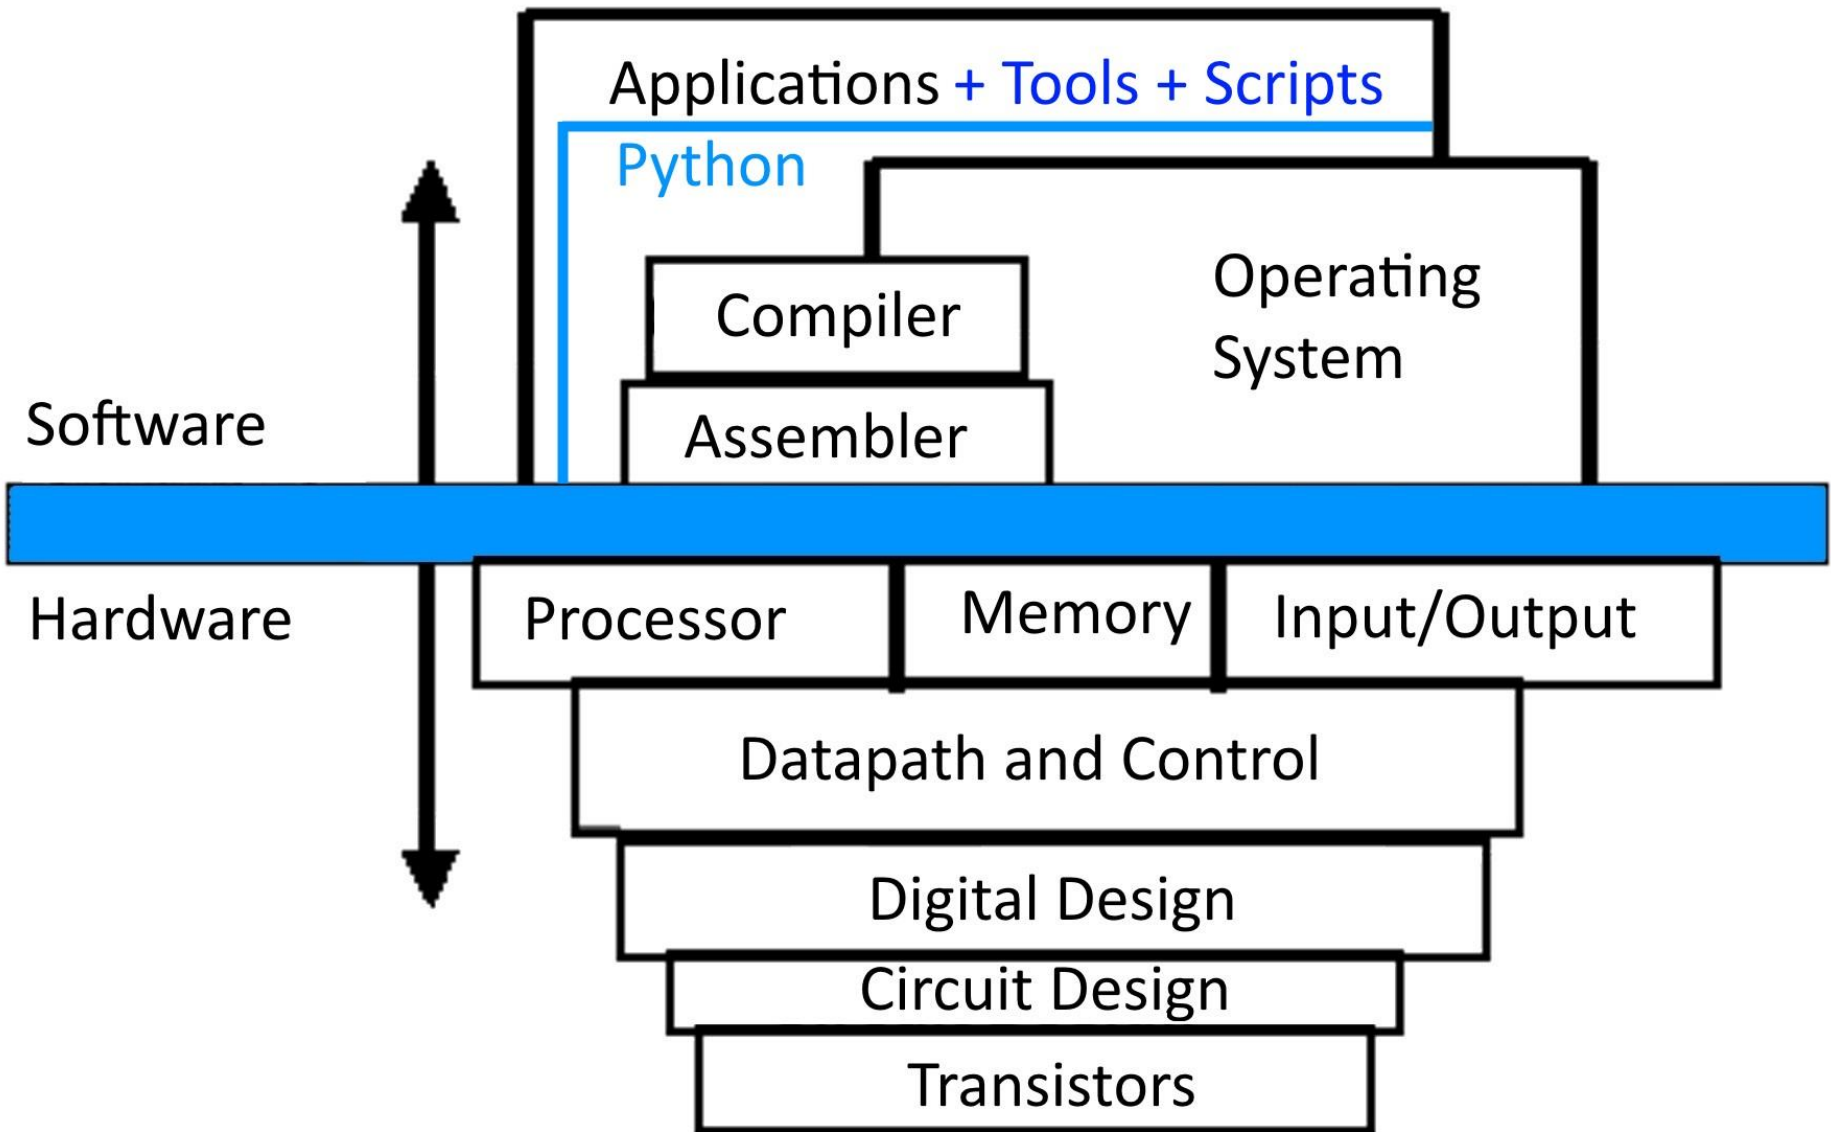 Applications + Tools + Scripts
Python
Operating
System
Compiler
Assembler
Software
Hardware
Processor
Memory
Input/Output
Datapath and Control
Digital Design
Circuit Design
Transistors